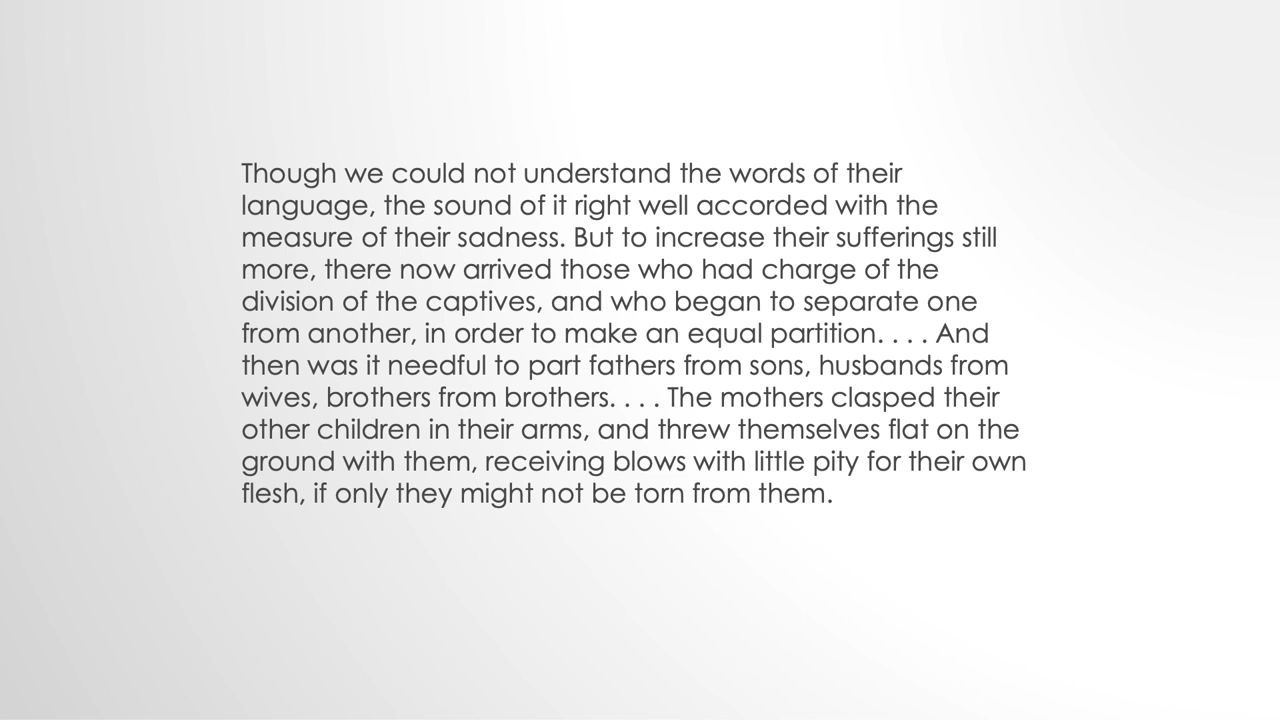 Though we could not understand the words of their
language, the sound of it right well accorded with the
measure of their sadness. But to increase their sufferings still
more, there now arrived those who had charge of the
division of the captives, and who began to separate one
from another, in order to make an equal partition. . . . And
then was it needful to part fathers from sons, husbands from
wives, brothers from brothers. . . . The mothers clasped their
other children in their arms, and threw themselves flat on the
ground with them, receiving blows with little pity for their own
flesh, if only they might not be torn from them.